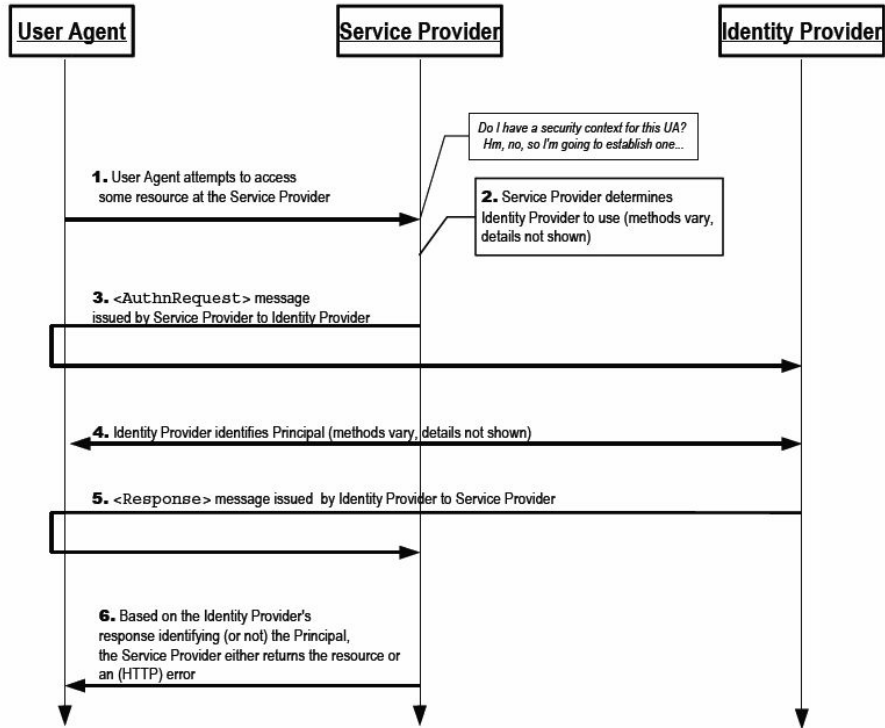 User Agent
Service Provider
Identity Provider
Do I have a security context for this UA?
Hm, no, so I'm going to establish one...
1. User Agent attempts to access
some resource at the Service Provider
2. Service Provider determines
Identity Provider to use (methods vary,
details not shown)
3. <AuthnRequest> message
issued by Service Provider to Identity Provider
4. Identity Provider identifies Principal (methods vary, details not shown)
5. <Response> message issued by Identity Provider to Service Provider
6. Based on the Identity Provider's
response identifying (or not) the Principal,
the Service Provider either returns the resource or
an (HTTP) error